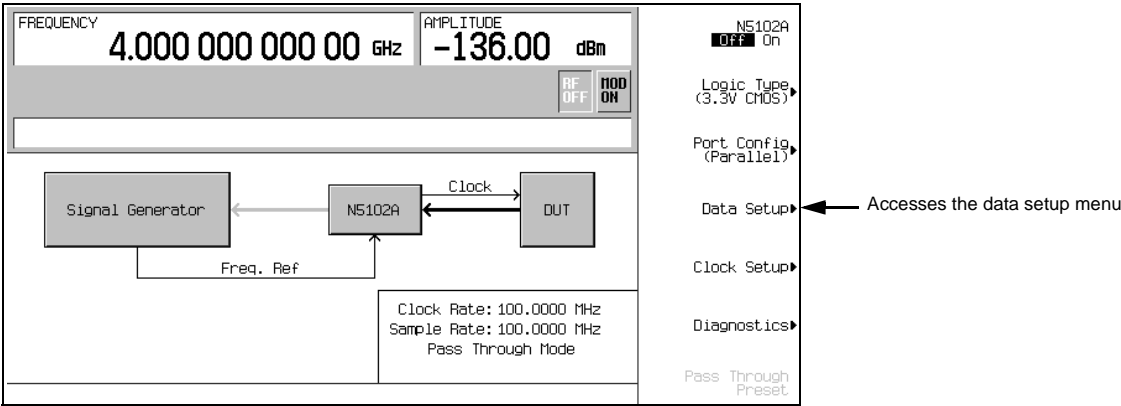 FREQUENCY
4.000 000 000 00 GHz
AMPLITUDE
-136.00 dBm
RF
OFF
MOD
ON
Signal Generator
N5102A
Clock
DUT
Freq. Ref
Clock Rate: 100.0000 MHz
Sample Rate: 100.0000 MHz
Pass Through Mode
N5102A
Off On
Logic Type
(3.3V CMOS)
Port Config
(Parallel)
Data Setup
Accesses the data setup menu
Clock Setup
Diagnostics
Pass Through
Preset